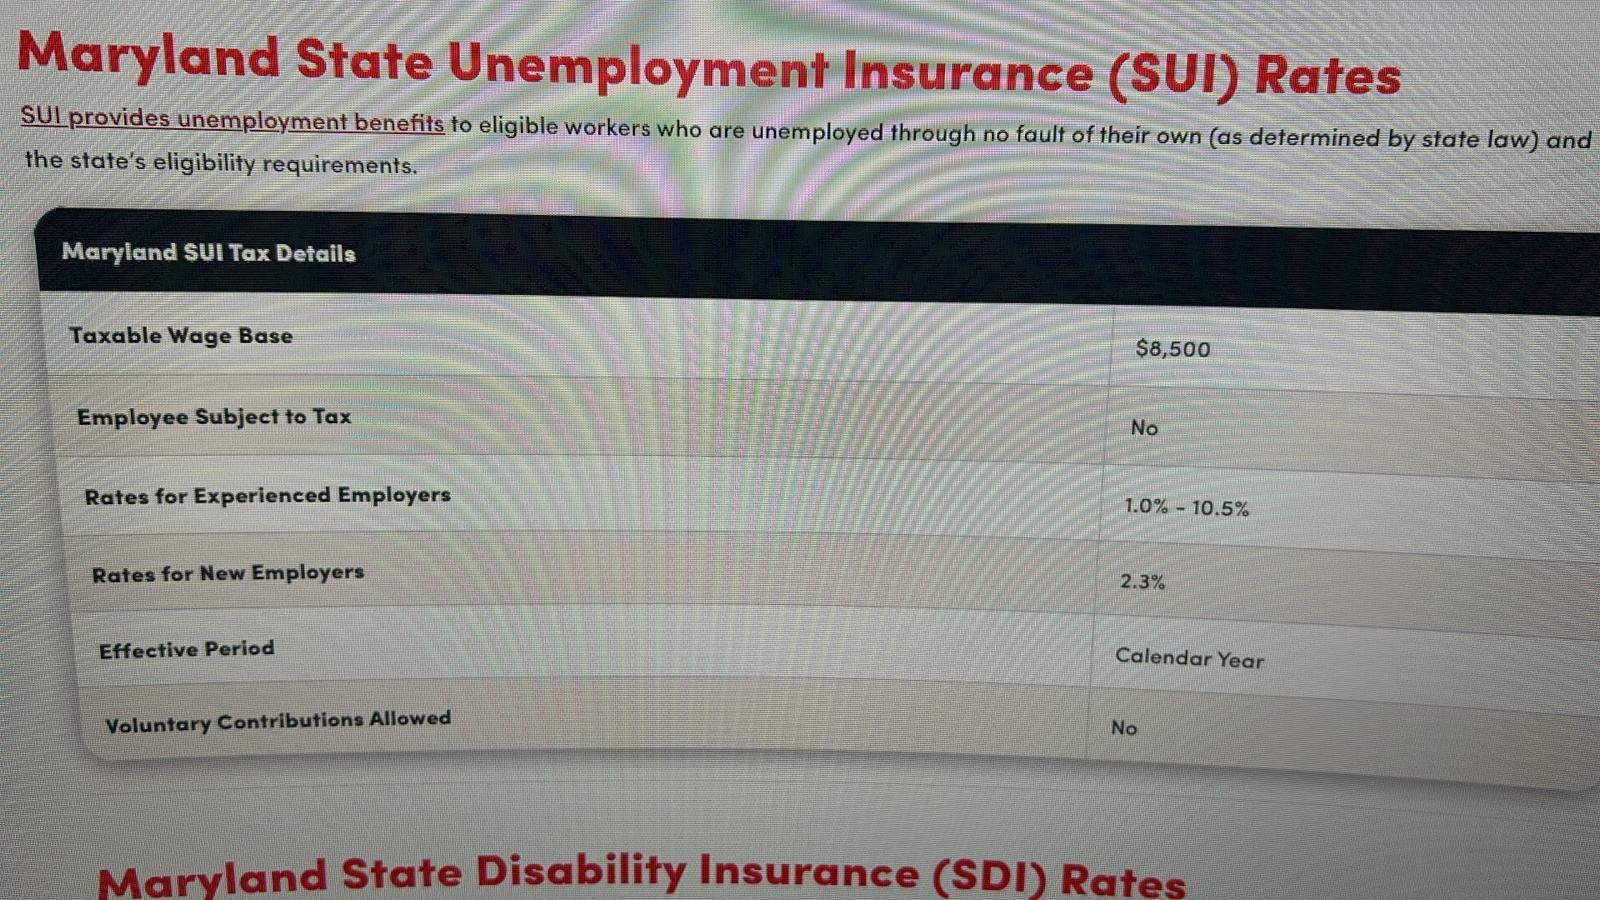 Maryland State Unemployment Insurance (SUI) Rates
SUI provides unemployment benefits to eligible workers who are unemployed through no fault of their own (as determined by state law) and
the state's eligibility requirements.
Maryland SUI Tax Details
Taxable Wage Base $8,500
Employee Subject to Tax No
Rates for Experienced Employers 1.0% - 10.5%
Rates for New Employers 2.3%
Effective Period Calendar Year
Voluntary Contributions Allowed No
Maryland State Disability Insurance (SDI) Rates